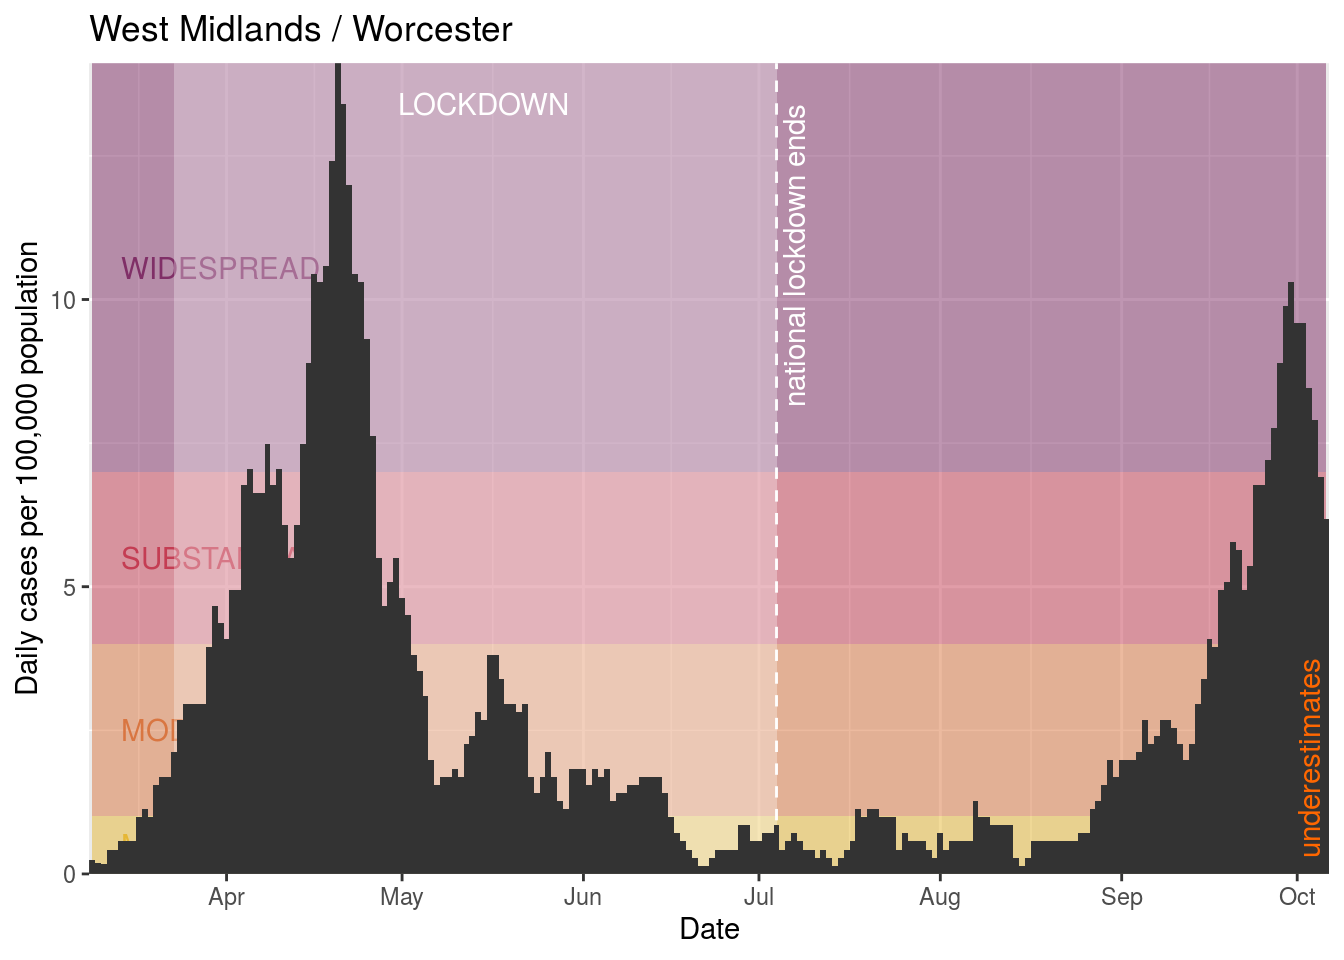 West Midlands / Worcester
LOCKDOWN
national lockdown ends
WIDESPREAD
10
5
0
Daily cases per 100,000 population
underestimates
Apr May Jun Jul Aug Sep Oct
Date